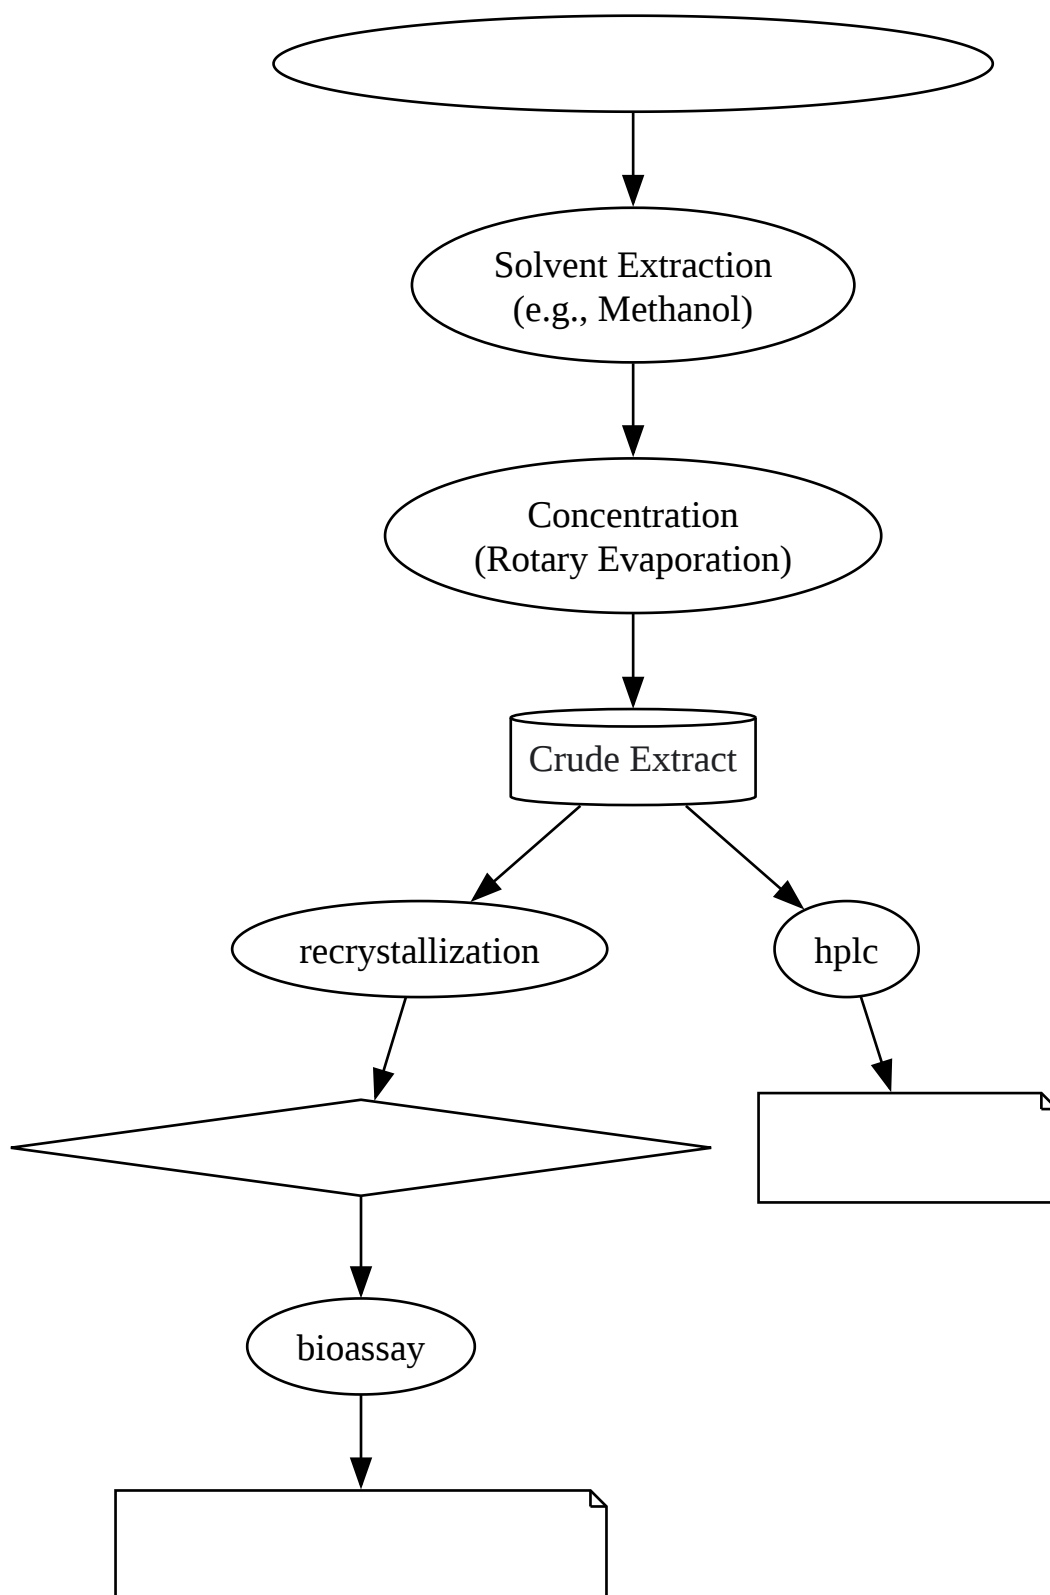 Solvent Extraction
(e.g., Methanol)
Concentration
(Rotary Evaporation)
Crude Extract
recrystallization
hplc
bioassay